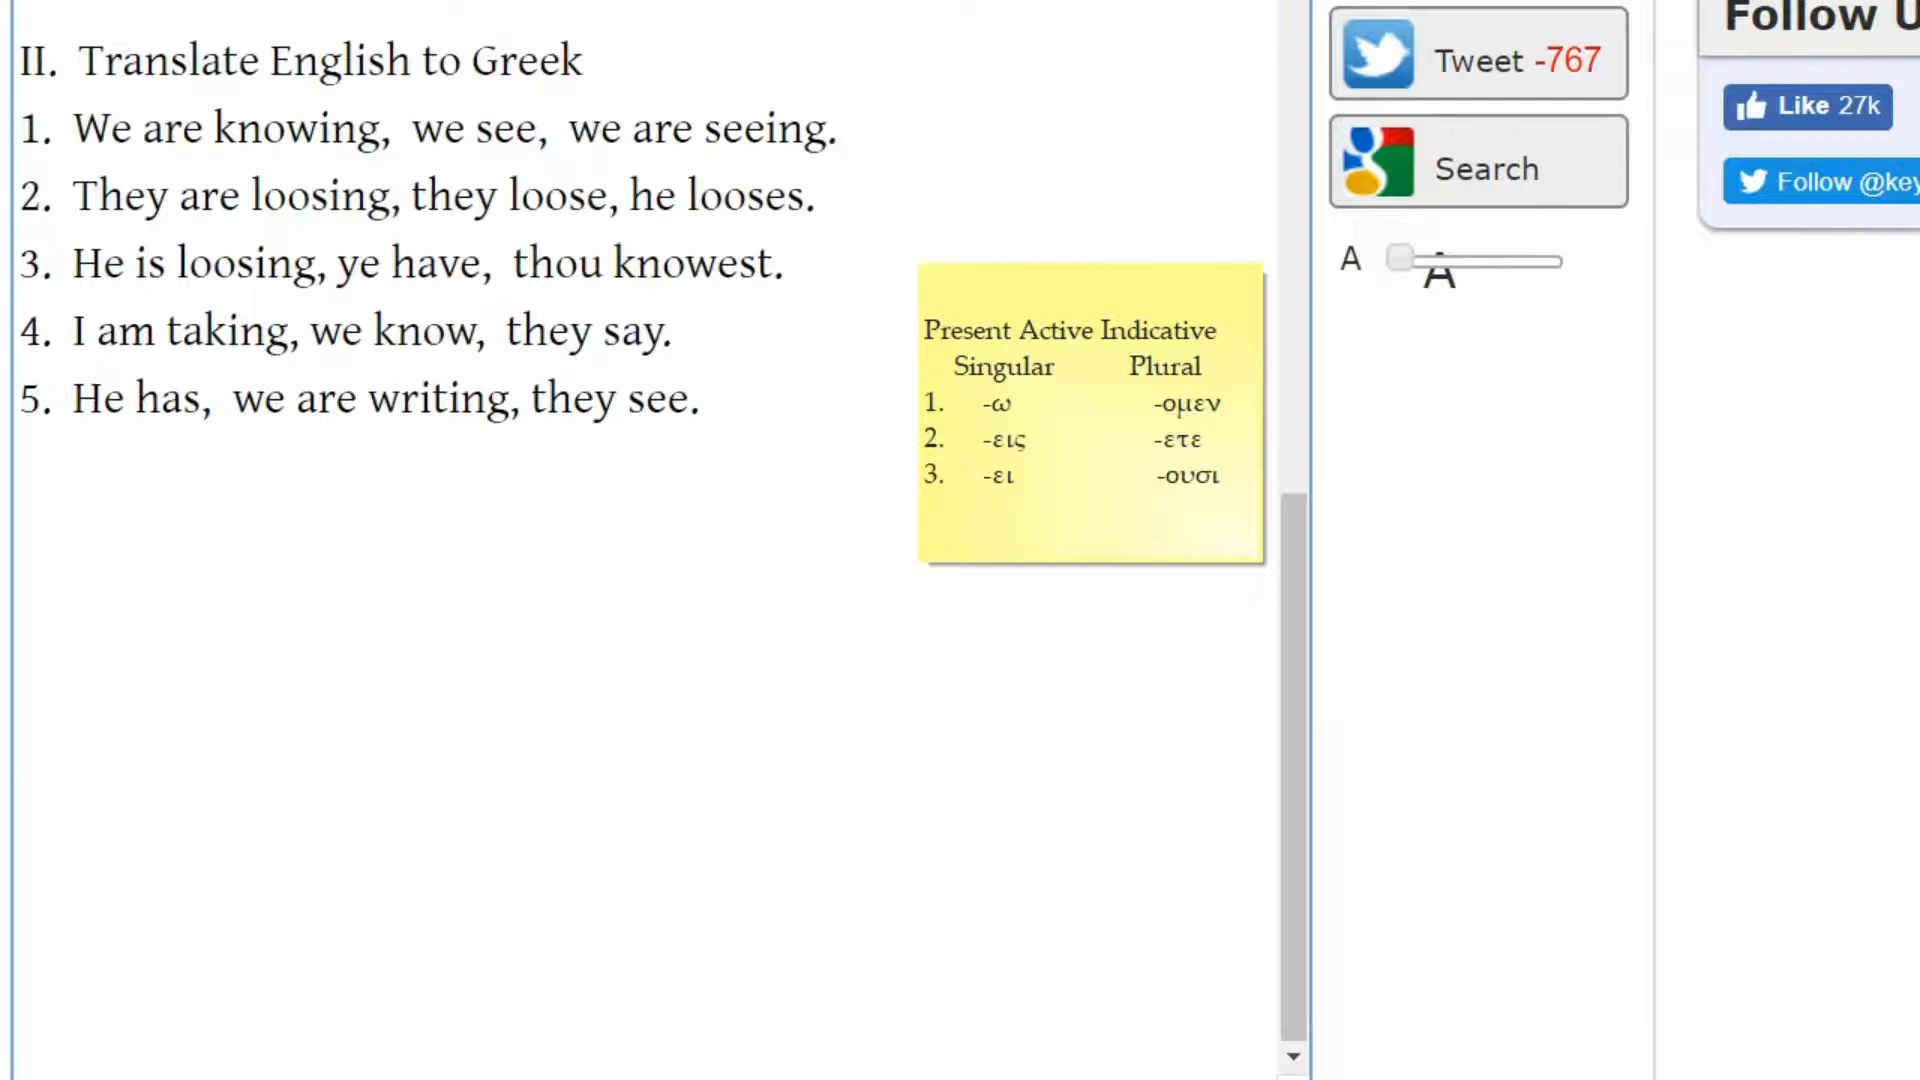 II. Translate English to Greek
1. We are knowing, we see, we are seeing.
2. They are loosing, they loose, he looses.
3. He is loosing, ye have, thou knowest.
4. I am taking, we know, they say.
5. He has, we are writing, they see.
Present Active Indicative
Singular Plural
1. -ω -ομεν
2. -εις -ετε
3. -ει -ουσι
Tweet -767
Search
A A
Follow U
Like 27k
Follow @key